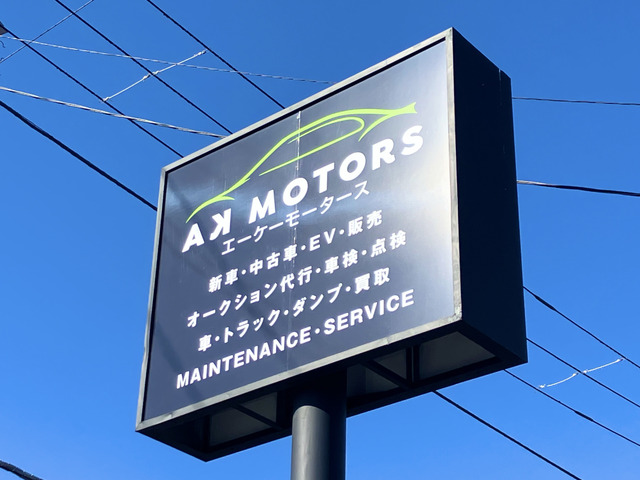 AK MOTORS
エーケーモータース
新車・中古車・EV・販売
オークション代行・車検・点検
車・トラック・ダンプ・買取
MAINTENANCE・SERVICE